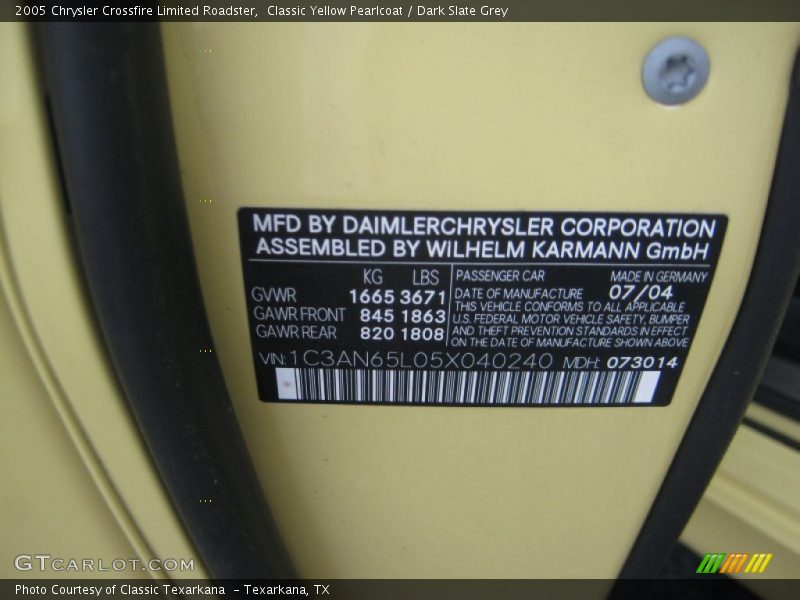 2005 Chrysler Crossfire Limited Roadster,  Classic Yellow Pearlcoat / Dark Slate Grey
MFD BY DAIMLERCHRYSLER CORPORATION
ASSEMBLED BY WILHELM KARMANN GmbH
KG LBS
GVWR 1665 3671
GAWR FRONT 845 1863
GAWR REAR 820 1808
PASSENGER CAR MADE IN GERMANY
DATE OF MANUFACTURE 07/04
THIS VEHICLE CONFORMS TO ALL APPLICABLE
U.S. FEDERAL MOTOR VEHICLE SAFETY, BUMPER
AND THEFT PREVENTION STANDARDS IN EFFECT
ON THE DATE OF MANUFACTURE SHOWN ABOVE
VIN: 1C3AN65L05X040240 MDH: 073014
GTCARLOT.COM
Photo Courtesy of Classic Texarkana - Texarkana, TX